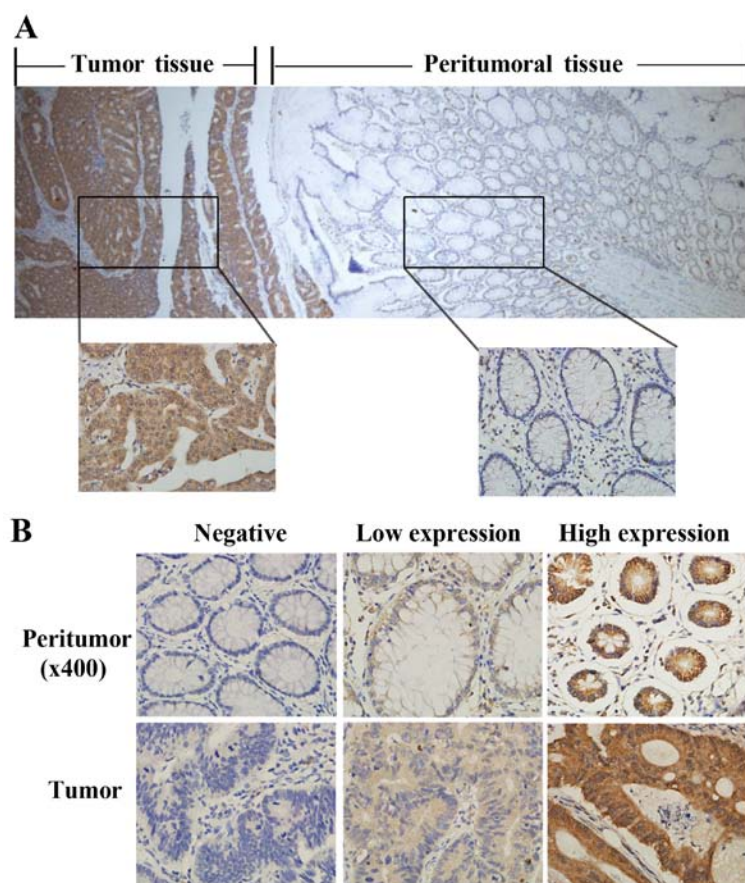 A
Tumor tissue
Peritumoral tissue
B
Negative
Low expression
High expression
Peritumor
(x400)
Tumor